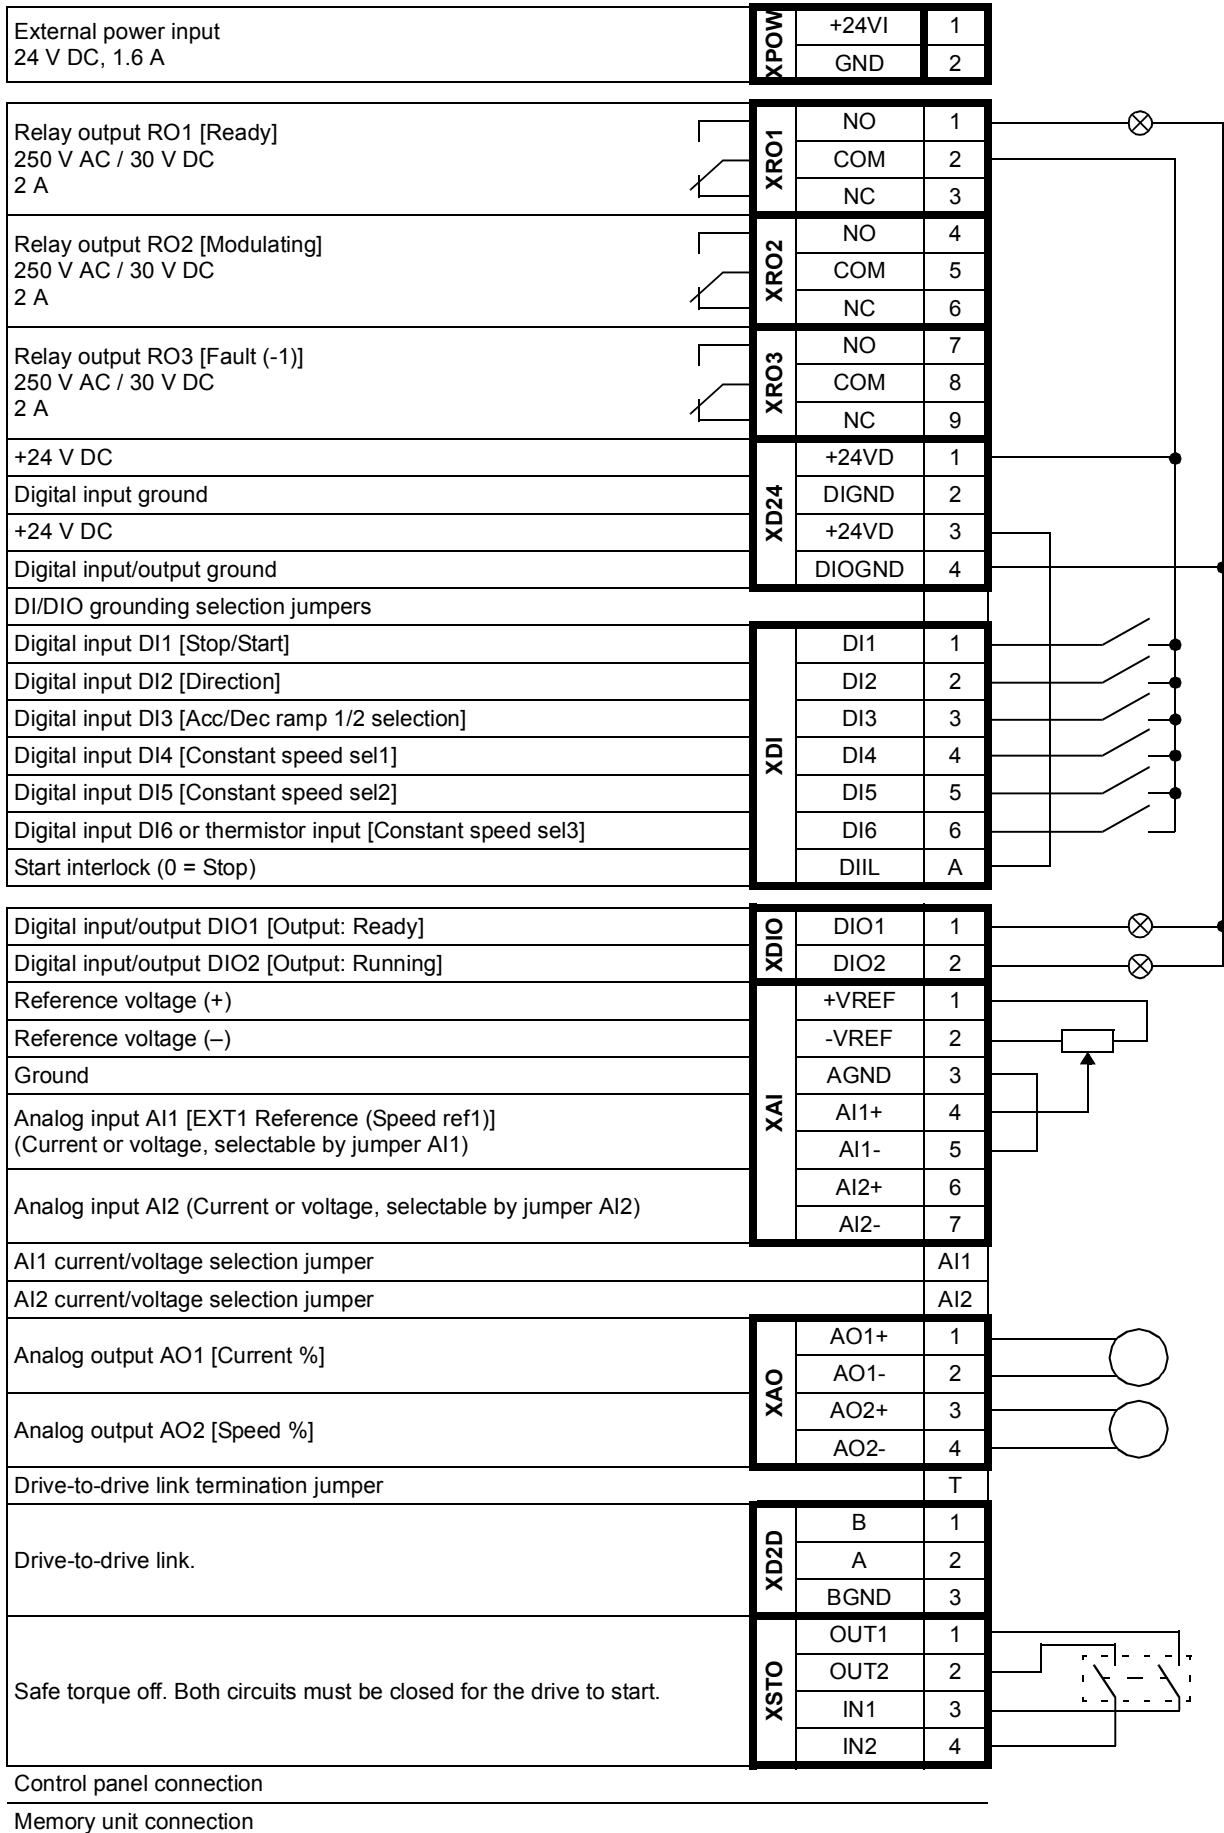 External power input
24 V DC, 1.6 A
XPOW
+24VI 1
GND 2
Relay output RO1 [Ready]
250 V AC / 30 V DC
2 A
XRO1
NO 1
COM 2
NC 3
Relay output RO2 [Modulating]
250 V AC / 30 V DC
2 A
XRO2
NO 4
COM 5
NC 6
Relay output RO3 [Fault (-1)]
250 V AC / 30 V DC
2 A
XRO3
NO 7
COM 8
NC 9
XD24
+24 V DC +24VD 1
Digital input ground DIGND 2
+24 V DC +24VD 3
Digital input/output ground DIOGND 4
DI/DIO grounding selection jumpers
XDI
Digital input DI1 [Stop/Start] DI1 1
Digital input DI2 [Direction] DI2 2
Digital input DI3 [Acc/Dec ramp 1/2 selection] DI3 3
Digital input DI4 [Constant speed sel1] DI4 4
Digital input DI5 [Constant speed sel2] DI5 5
Digital input DI6 or thermistor input [Constant speed sel3] DI6 6
Start interlock (0 = Stop) DIIL A
XDIO
Digital input/output DIO1 [Output: Ready] DIO1 1
Digital input/output DIO2 [Output: Running] DIO2 2
XAI
Reference voltage (+) +VREF 1
Reference voltage (–) -VREF 2
Ground AGND 3
Analog input AI1 [EXT1 Reference (Speed ref1)]
(Current or voltage, selectable by jumper AI1)
AI1+ 4
AI1- 5
Analog input AI2 (Current or voltage, selectable by jumper AI2)
AI2+ 6
AI2- 7
AI1 current/voltage selection jumper AI1
AI2 current/voltage selection jumper AI2
XAO
Analog output AO1 [Current %]
AO1+ 1
AO1- 2
Analog output AO2 [Speed %]
AO2+ 3
AO2- 4
Drive-to-drive link termination jumper T
Drive-to-drive link.
XD2D
B 1
A 2
BGND 3
Safe torque off. Both circuits must be closed for the drive to start.
XSTO
OUT1 1
OUT2 2
IN1 3
IN2 4
Control panel connection
Memory unit connection